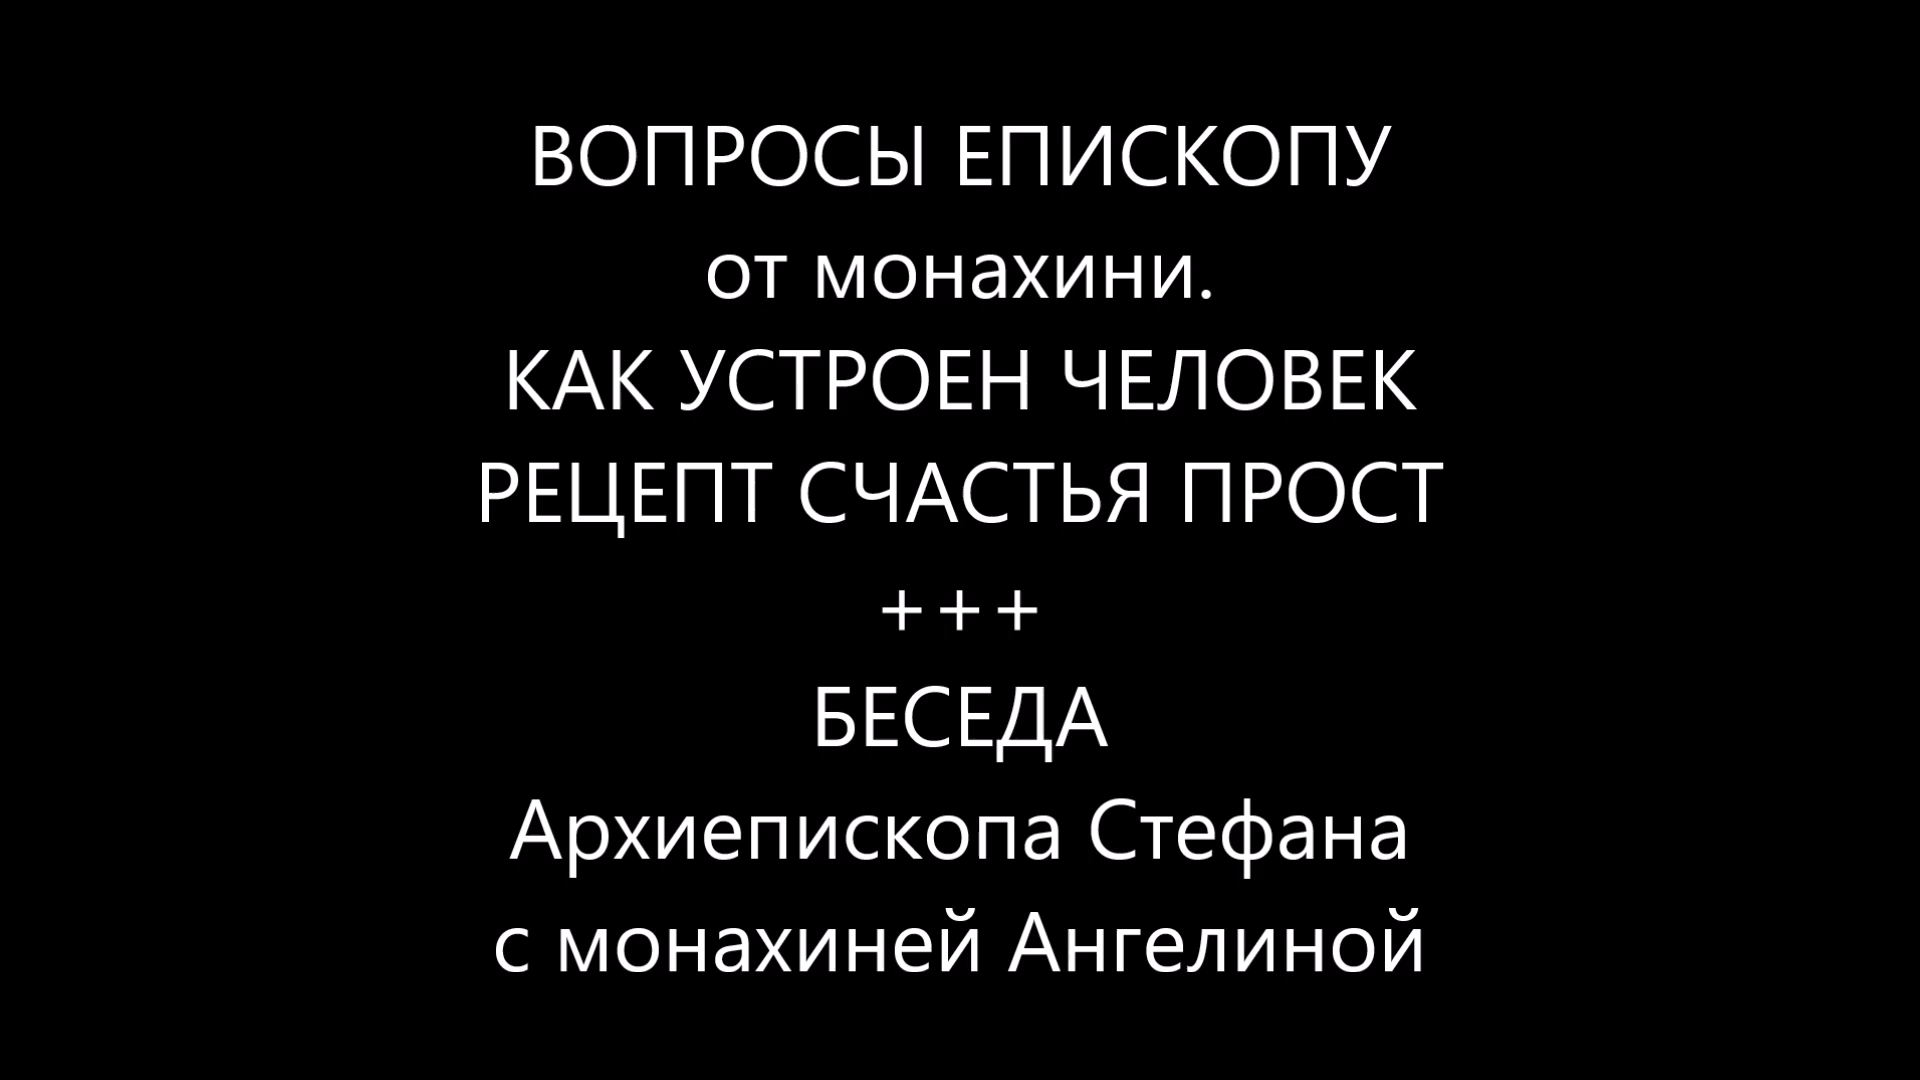 ВОПРОСЫ ЕПИСКОПУ
от монахини.
КАК УСТРОЕН ЧЕЛОВЕК
РЕЦЕПТ СЧАСТЬЯ ПРОСТ
+++
БЕСЕДА
Архиепископа Стефана
с монахиней Ангелиной